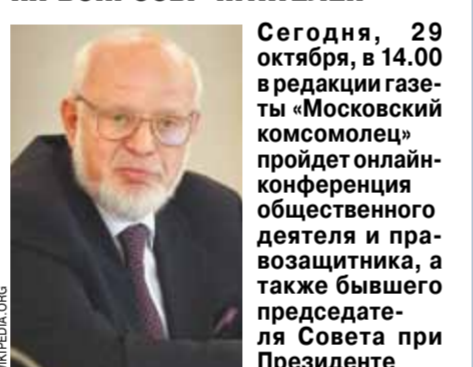 Сегодня, 29
октября, в 14.00
в редакции газе-
ты «Московский
комсомолец»
пройдет онлайн-
конференция
общественного
деятеля и пра-
возащитника, а
также бывшего
председате-
ля Совета при
Президенте